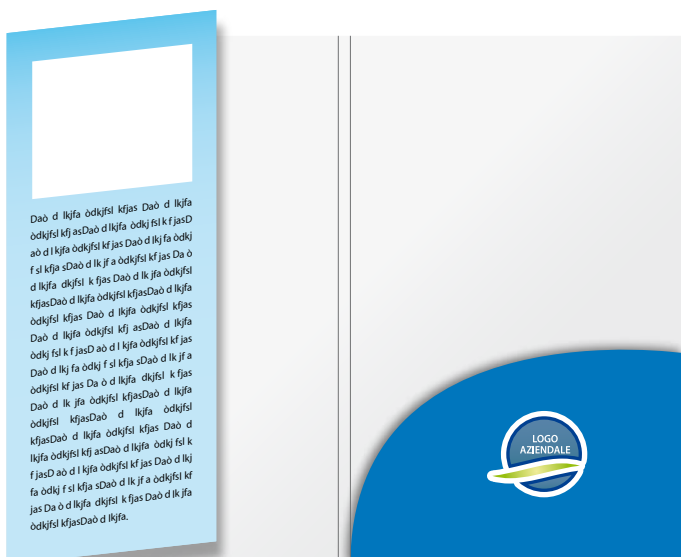 Daò d lkjfa òdkjfsl kfjas Daò d lkjfa
òdkjfsl kfj asDaò d lkjfa òdkj fsl k f jasD
aò d l kjfa òdkjfsl kf jas Daò d lkj fa òdkj
f sl kfja sDaò d lk jf a òdkjfsl kf jas Da ò
d lkjfa dkjfsl k fjas Daò d lk jfa òdkjfsl
kfjasDaò d lkjfa òdkjfsl kfjasDaò d lkjfa
òdkjfsl kfjas Daò d lkjfa òdkjfsl kfjas
Daò d lkjfa òdkjfsl kfj asDaò d lkjfa
òdkj fsl k f jasD aò d l kjfa òdkjfsl kf jas
Daò d lkj fa òdkj f sl kfja sDaò d lk jf a
òdkjfsl kf jas Da ò d lkjfa dkjfsl k fjas
Daò d lk jfa òdkjfsl kfjasDaò d lkjfa
òdkjfsl kfjasDaò d lkjfa òdkjfsl
kfjasDaò d lkjfa òdkjfsl kfjas Daò d
lkjfa òdkjfsl kfj asDaò d lkjfa òdkj fsl k
f jasD aò d l kjfa òdkjfsl kf jas Daò d lkj
fa òdkj f sl kfja sDaò d lk jf a òdkjfsl kf
jas Da ò d lkjfa dkjfsl k fjas Daò d lk jfa
òdkjfsl kfjasDaò d lkjfa.
LOGO
AZIENDALE